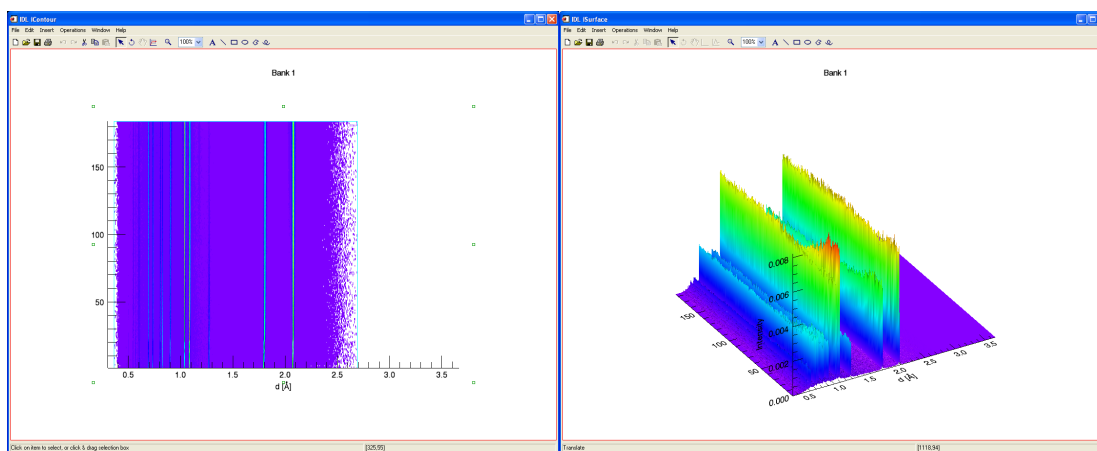 IDL IContour
File Edit Insert Operations Window Help
100%
Bank 1
150
100
50
0.5 1.0 1.5 2.0 2.5 3.0 3.5
d [Å]
Click on item to select, or click & drag selection box [325,55]
IDL ISurface
File Edit Insert Operations Window Help
100%
Bank 1
0.008
0.006
0.004
0.002
0.000
150
100
50
0.5 1.0 1.5 2.0 2.5 3.0 3.5
d [Å]
Translate [1118,94]